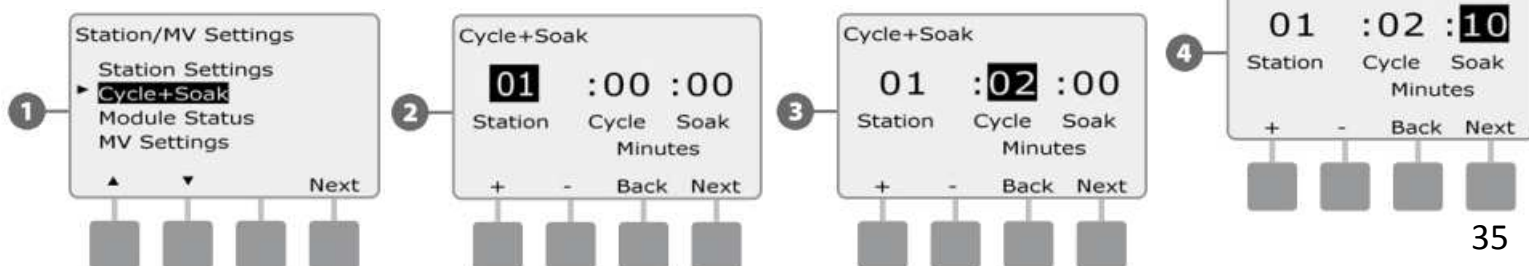 1
Station/MV Settings
Station Settings
▶ Cycle+Soak
Module Status
MV Settings
▲ ▼ Next
2
Cycle+Soak
01 :00 :00
Station Cycle Soak
Minutes
+ - Back Next
3
Cycle+Soak
01 :02 :00
Station Cycle Soak
Minutes
+ - Back Next
4
01 :02 :10
Station Cycle Soak
Minutes
+ - Back Next
35